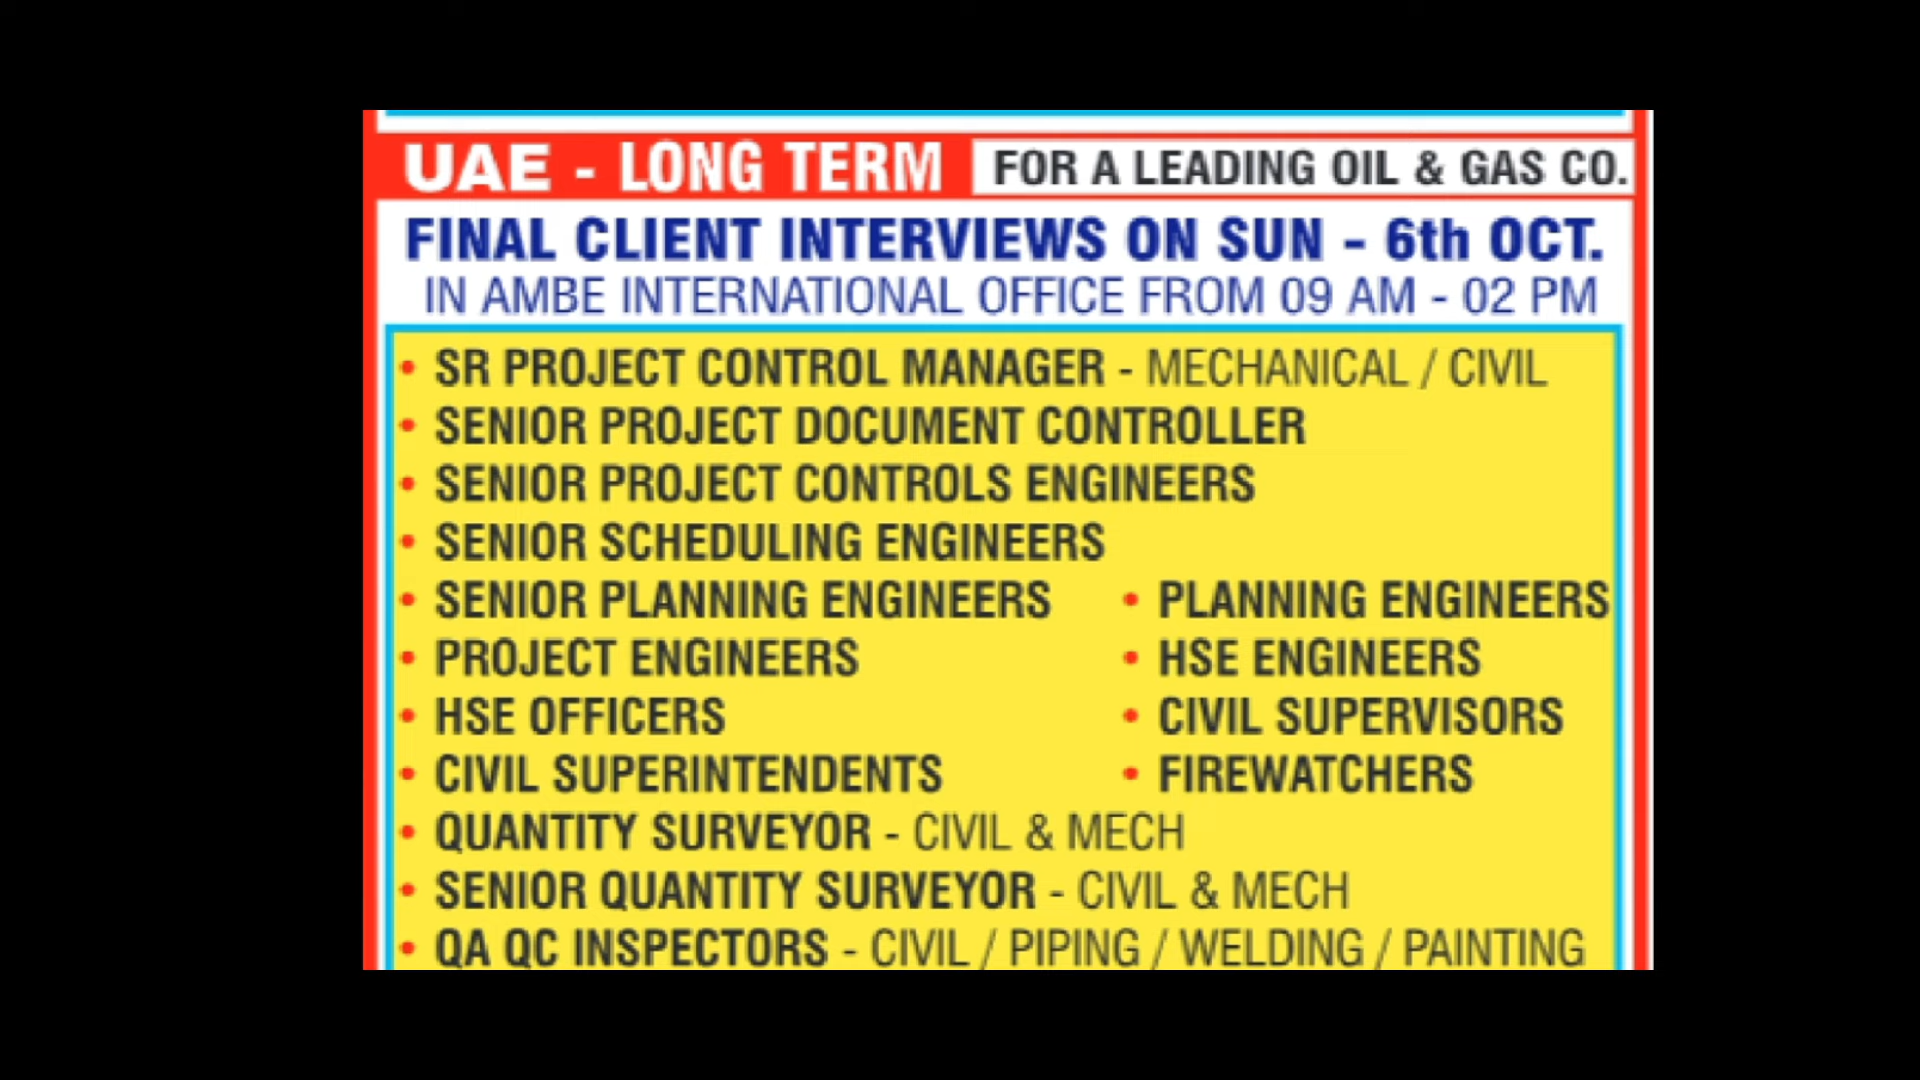 UAE - LONG TERM FOR A LEADING OIL & GAS CO.
FINAL CLIENT INTERVIEWS ON SUN - 6th OCT.
IN AMBE INTERNATIONAL OFFICE FROM 09 AM - 02 PM
• SR PROJECT CONTROL MANAGER - MECHANICAL / CIVIL
• SENIOR PROJECT DOCUMENT CONTROLLER
• SENIOR PROJECT CONTROLS ENGINEERS
• SENIOR SCHEDULING ENGINEERS
• SENIOR PLANNING ENGINEERS • PLANNING ENGINEERS
• PROJECT ENGINEERS • HSE ENGINEERS
• HSE OFFICERS • CIVIL SUPERVISORS
• CIVIL SUPERINTENDENTS • FIREWATCHERS
• QUANTITY SURVEYOR - CIVIL & MECH
• SENIOR QUANTITY SURVEYOR - CIVIL & MECH
• QA QC INSPECTORS - CIVIL / PIPING / WELDING / PAINTING